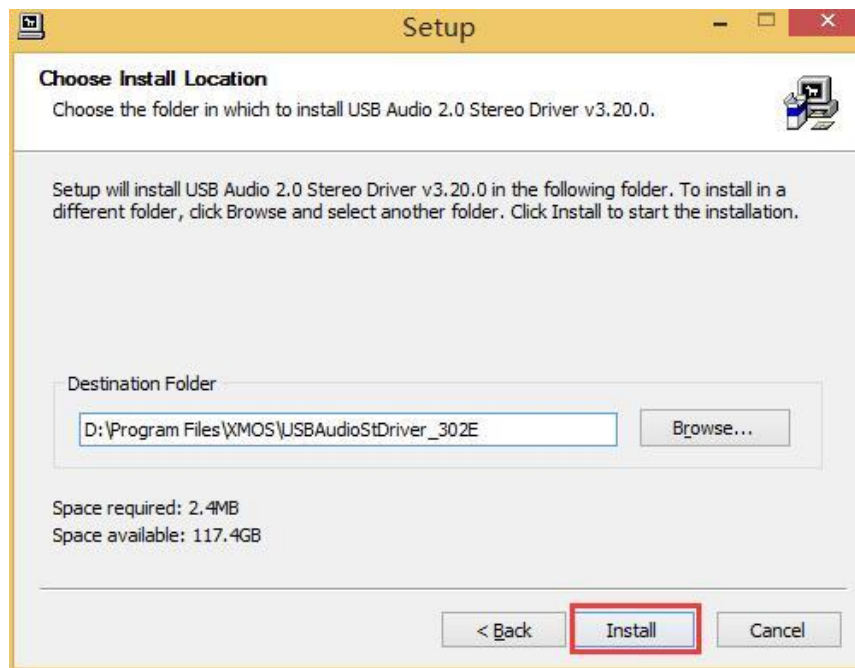 Setup
Choose Install Location
Choose the folder in which to install USB Audio 2.0 Stereo Driver v3.20.0.
Setup will install USB Audio 2.0 Stereo Driver v3.20.0 in the following folder. To install in a
different folder, click Browse and select another folder. Click Install to start the installation.
Destination Folder
D:\Program Files\XMOS\USBAudioStDriver_302E
Browse...
Space required: 2.4MB
Space available: 117.4GB
< Back
Install
Cancel